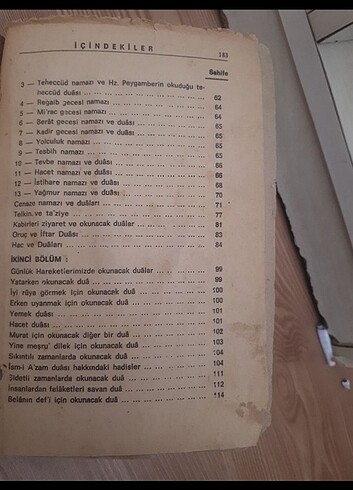 İÇİNDEKİLER 183
Sahife
3 — Teheccüd namazı ve Hz. Peygamberin okuduğu te-
heccüd duâsı ... ... ... ... ... ... ... 62
4 — Reğaib gecesi namazı ... ... ... ... ... ... 64
5 — Mi'rac gecesi namazı ... ... ... ... ... ... 64
6 — Berât gecesi namazı ve duâsı ... ... ... ... 65
7 — Kadir gecesi namazı ve duâsı ... ... ... ... 65
8 — Yolculuk namazı ... ... ... ... ... ... ... 65
9 — Tesbih namazı ... ... ... ... ... ... ... 65
10 — Tevbe namazı ve duâsı ... ... ... ... ... 66
11 — Hacet namazı ve duâsı ... ... ... ... ... 66
12 — İstihare namazı ve duâsı ... ... ... ... ... 68
13 — Yağmur namazı ve duâsı ... ... ... ... ... 70
Cenaze namazı ve duâları ... ... ... ... ... ... 71
Telkin ve ta'ziye ... ... ... ... ... ... ... 77
Kabirleri ziyaret ve okunacak duâlar ... ... ... ... 81
Oruç ve İftar Duâsı ... ... ... ... ... ... ... 83
Hac ve Duâları ... ... ... ... ... ... ... 84
İKİNCİ BÖLÜM :
Günlük Hareketlerimizde okunacak duâlar ... ... ... 99
Yatarken okunacak duâ ... ... ... ... ... ... 99
İyi rüya görmek için okunacak duâ ... ... ... ... 100
Erken uyanmak için okunacak duâ ... ... ... ... 100
Yemek duâsı ... ... ... ... ... ... ... 101
Hacet duâsı ... ... ... ... ... ... ... 101
Murat için okunacak diğer bir duâ ... ... ... ... 102
Yine meşru' dilek için okunacak duâ ... ... ... ... 103
Sıkıntılı zamanlarda okunacak duâ ... ... ... ... 104
İsm-i A'zam duâsı hakkındaki hadisler ... ... ... ... 104
Şidetli zamanlarda okunacak duâ ... ... ... ... 111
İnsanlardan felâketleri savan duâ ... ... ... ... 112
Belânın def'i için okunacak duâ ... ... ... ... 114